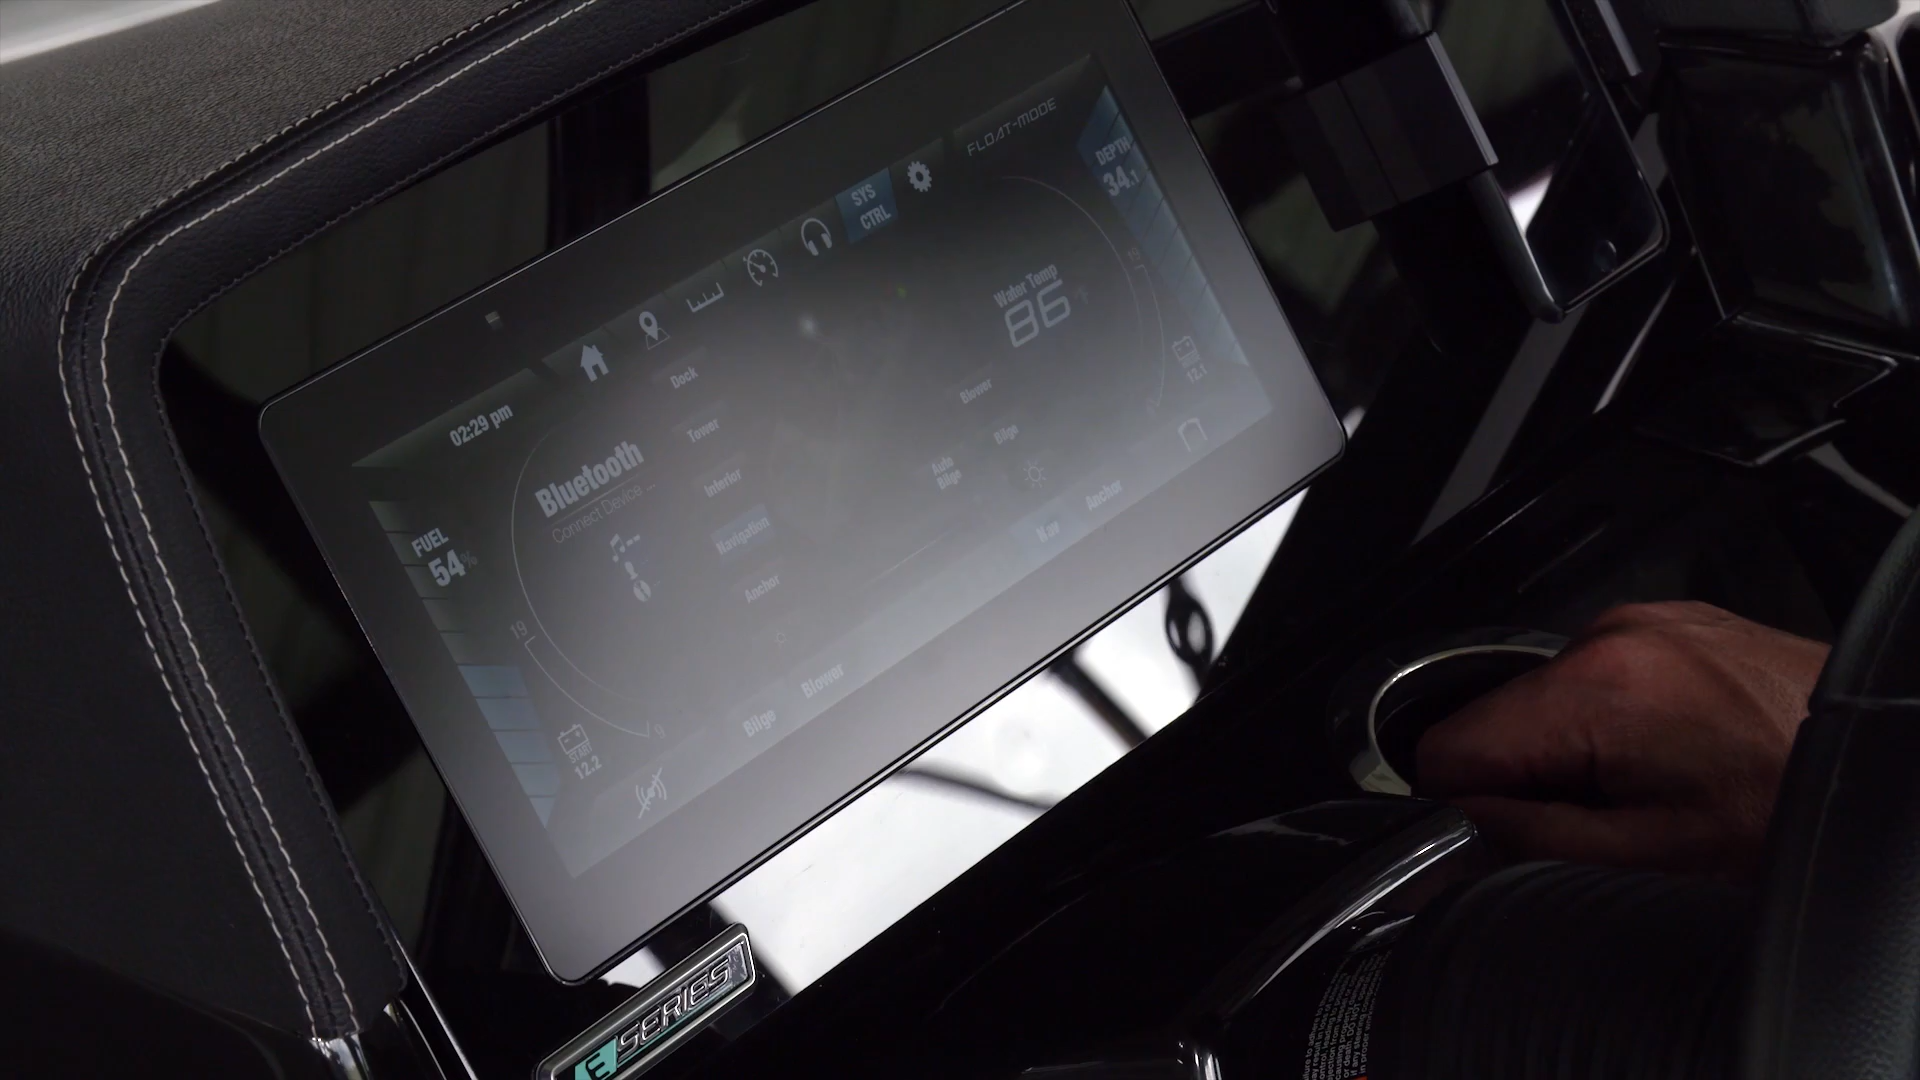 02:29 pm
SYS
CTRL
FLOAT-MODE
DEPTH
34.1
FUEL
54%
Bluetooth
Connect Device ...
Dock
Tower
Interior
Navigation
Anchor
Water Temp
86°F
Blower
Bilge
Auto
Bilge
19
9
19
START
12.2
12.1
Bilge
Blower
Nav
Anchor
E SERIES